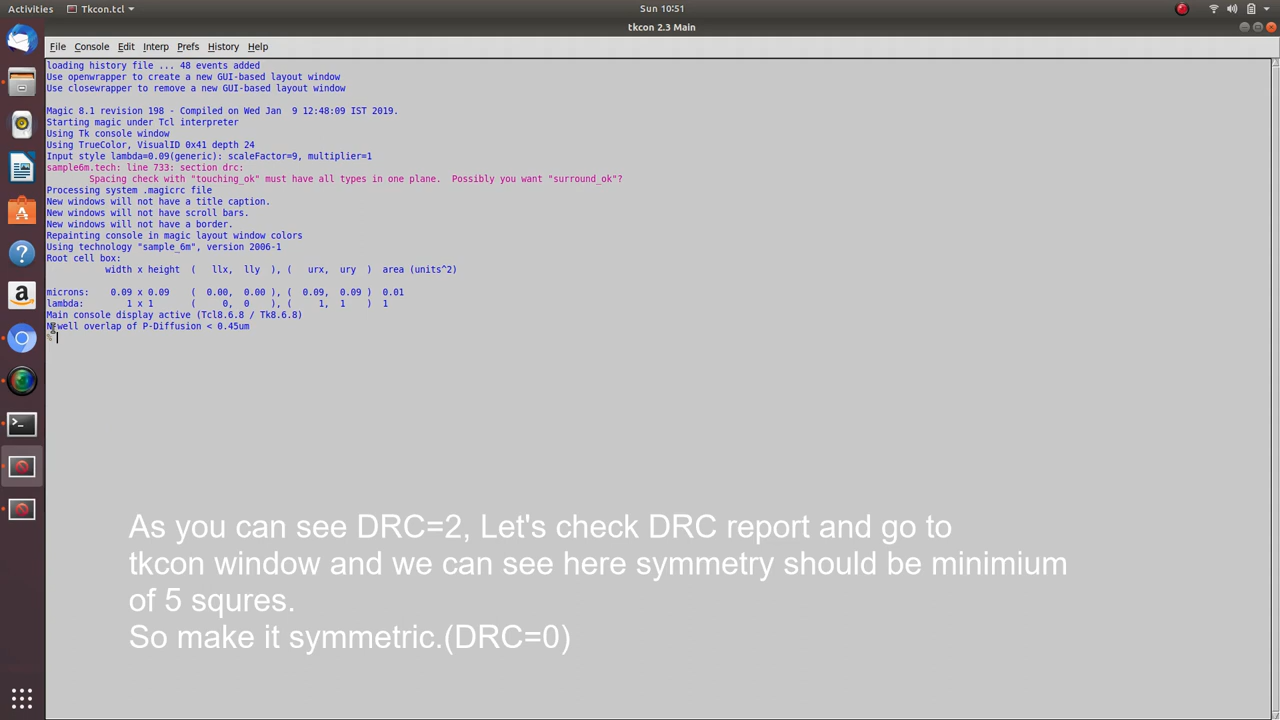 Activities Tkcon.tcl Sun 10:51
tkcon 2.3 Main
File Console Edit Interp Prefs History Help
loading history file ... 48 events added
Use openwrapper to create a new GUI-based layout window
Use closewrapper to remove a new GUI-based layout window
Magic 8.1 revision 198 - Compiled on Wed Jan  9 12:48:09 IST 2019.
Starting magic under Tcl interpreter
Using Tk console window
Using TrueColor, VisualID 0x41 depth 24
Input style lambda=0.09(generic): scaleFactor=9, multiplier=1
sample6m.tech: line 733: section drc:
Spacing check with "touching_ok" must have all types in one plane.  Possibly you want "surround_ok"?
Processing system .magicrc file
New windows will not have a title caption.
New windows will not have scroll bars.
New windows will not have a border.
Repainting console in magic layout window colors
Using technology "sample_6m", version 2006-1
Root cell box:
width x height  (   llx,  lly  ), (   urx,  ury  )  area (units^2)
microns:    0.09 x 0.09    (  0.00,  0.00 ), (  0.09,  0.09 )  0.01
lambda:        1 x 1      (     0,  0   ), (     1,  1    )  1
Main console display active (Tcl8.6.8 / Tk8.6.8)
N-well overlap of P-Diffusion < 0.45um
%
As you can see DRC=2, Let's check DRC report and go to
tkcon window and we can see here symmetry should be minimium
of 5 squres.
So make it symmetric.(DRC=0)